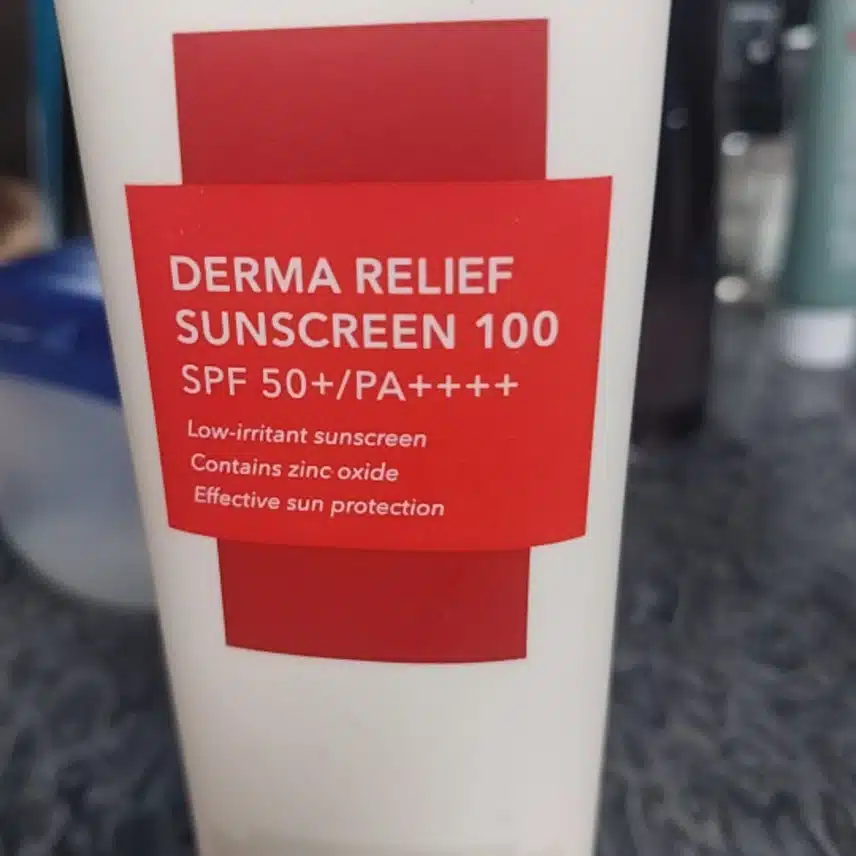 DERMA RELIEF
SUNSCREEN 100
SPF 50+/PA++++
Low-irritant sunscreen
Contains zinc oxide
Effective sun protection